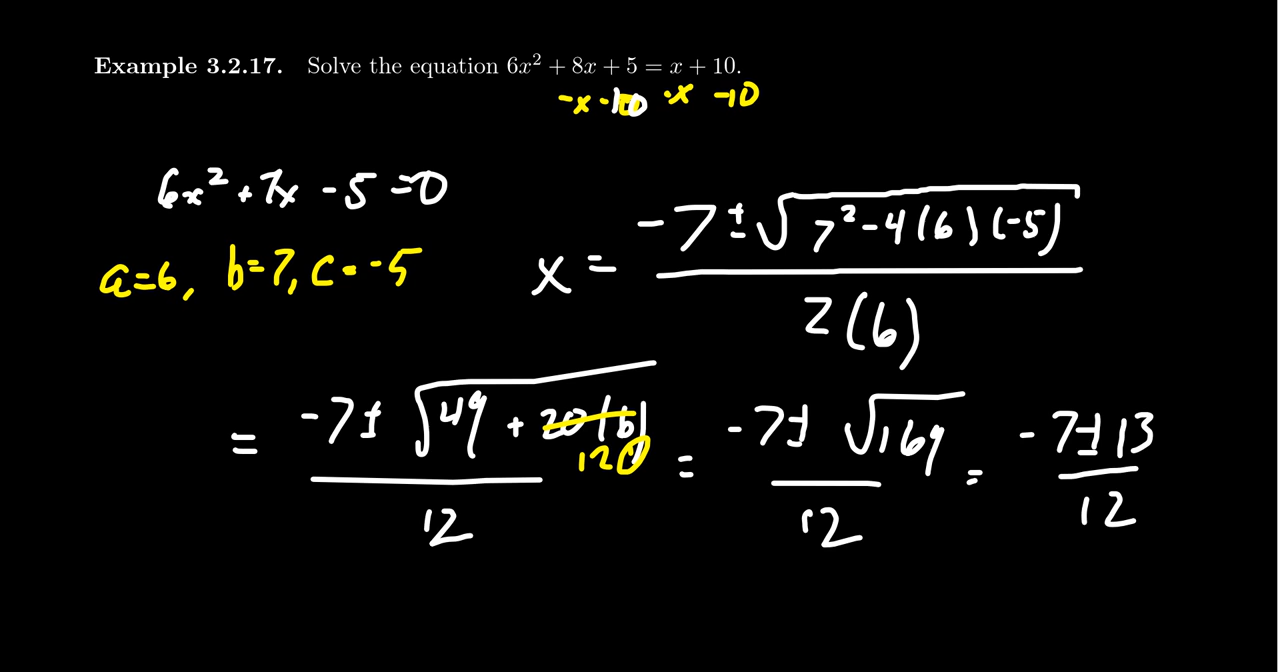 Example 3.2.17. Solve the equation 6x² + 8x + 5 = x + 10.
-x -10 -x -10
6x² + 7x - 5 = 0
a=6, b=7, c=-5
x = (-7 ± √(7² - 4(6)(-5))) / 2(6)
= (-7 ± √(49 + 20(6) 120)) / 12 = (-7 ± √169) / 12 = (-7 ± 13) / 12